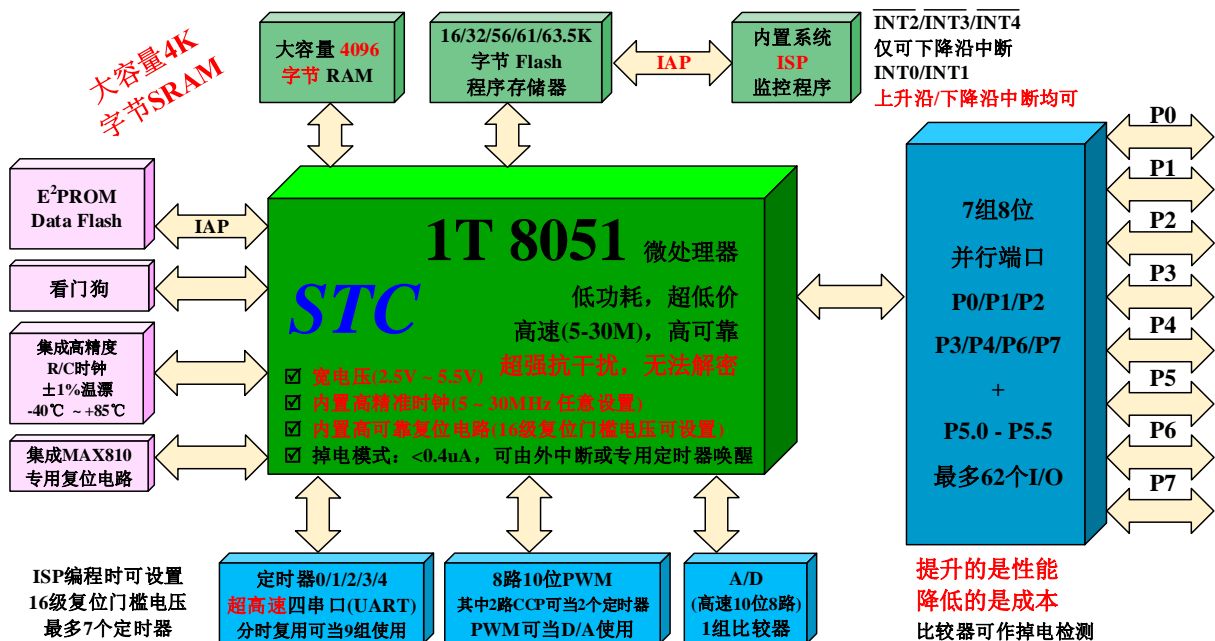 大容量4K
字节SRAM
大容量 4096
字节 RAM
16/32/56/61/63.5K
字节 Flash
程序存储器
IAP
内置系统
ISP
监控程序
INT2/INT3/INT4
仅可下降沿中断
INT0/INT1
上升沿/下降沿中断均可
E²PROM
Data Flash
IAP
看门狗
集成高精度
R/C时钟
±1%温漂
-40℃ ~ +85℃
集成MAX810
专用复位电路
1T 8051 微处理器
STC
低功耗，超低价
高速(5-30M)，高可靠
超强抗干扰，无法解密
☑ 宽电压(2.5V ~ 5.5V)
☑ 内置高精准时钟(5 ~ 30MHz 任意设置)
☑ 内置高可靠复位电路(16级复位门槛电压可设置)
☑ 掉电模式：<0.4uA，可由外中断或专用定时器唤醒
7组8位
并行端口
P0/P1/P2
P3/P4/P6/P7
+
P5.0 - P5.5
最多62个I/O
P0
P1
P2
P3
P4
P5
P6
P7
ISP编程时可设置
16级复位门槛电压
最多7个定时器
定时器0/1/2/3/4
超高速四串口(UART)
分时复用可当9组使用
8路10位PWM
其中2路CCP可当2个定时器
PWM可当D/A使用
A/D
(高速10位8路)
1组比较器
提升的是性能
降低的是成本
比较器可作掉电检测